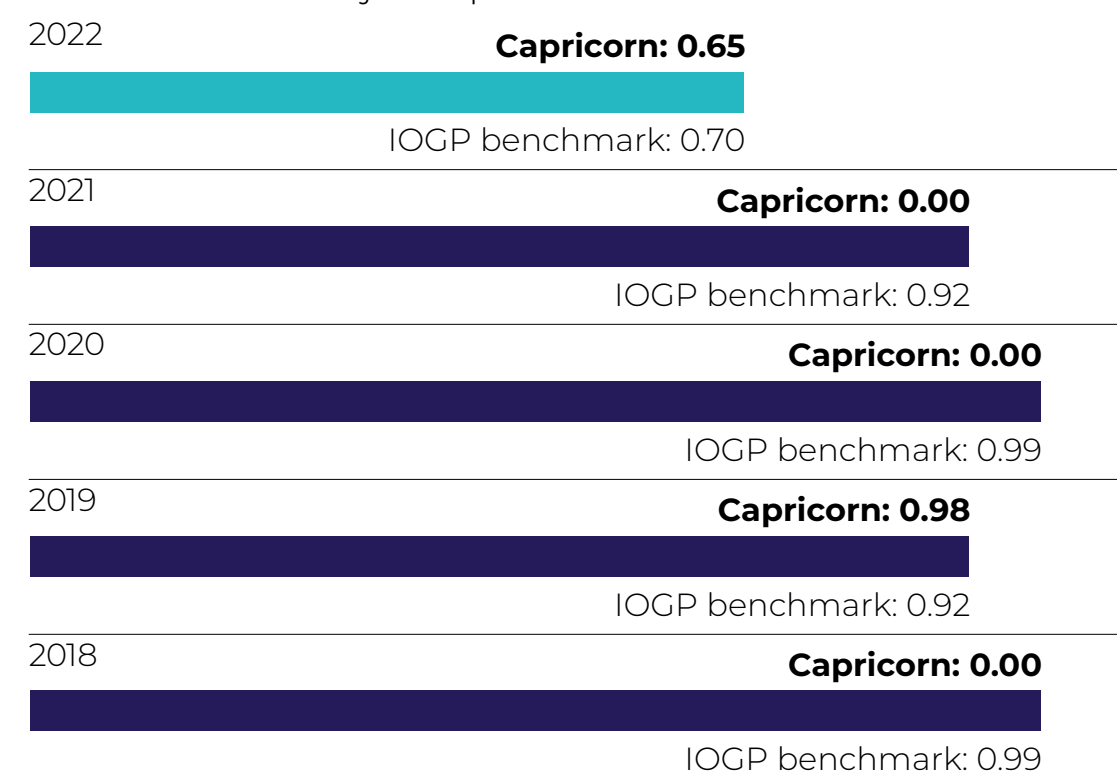 2022
Capricorn: 0.65
IOGP benchmark: 0.70
2021
Capricorn: 0.00
IOGP benchmark: 0.92
2020
Capricorn: 0.00
IOGP benchmark: 0.99
2019
Capricorn: 0.98
IOGP benchmark: 0.92
2018
Capricorn: 0.00
IOGP benchmark: 0.99